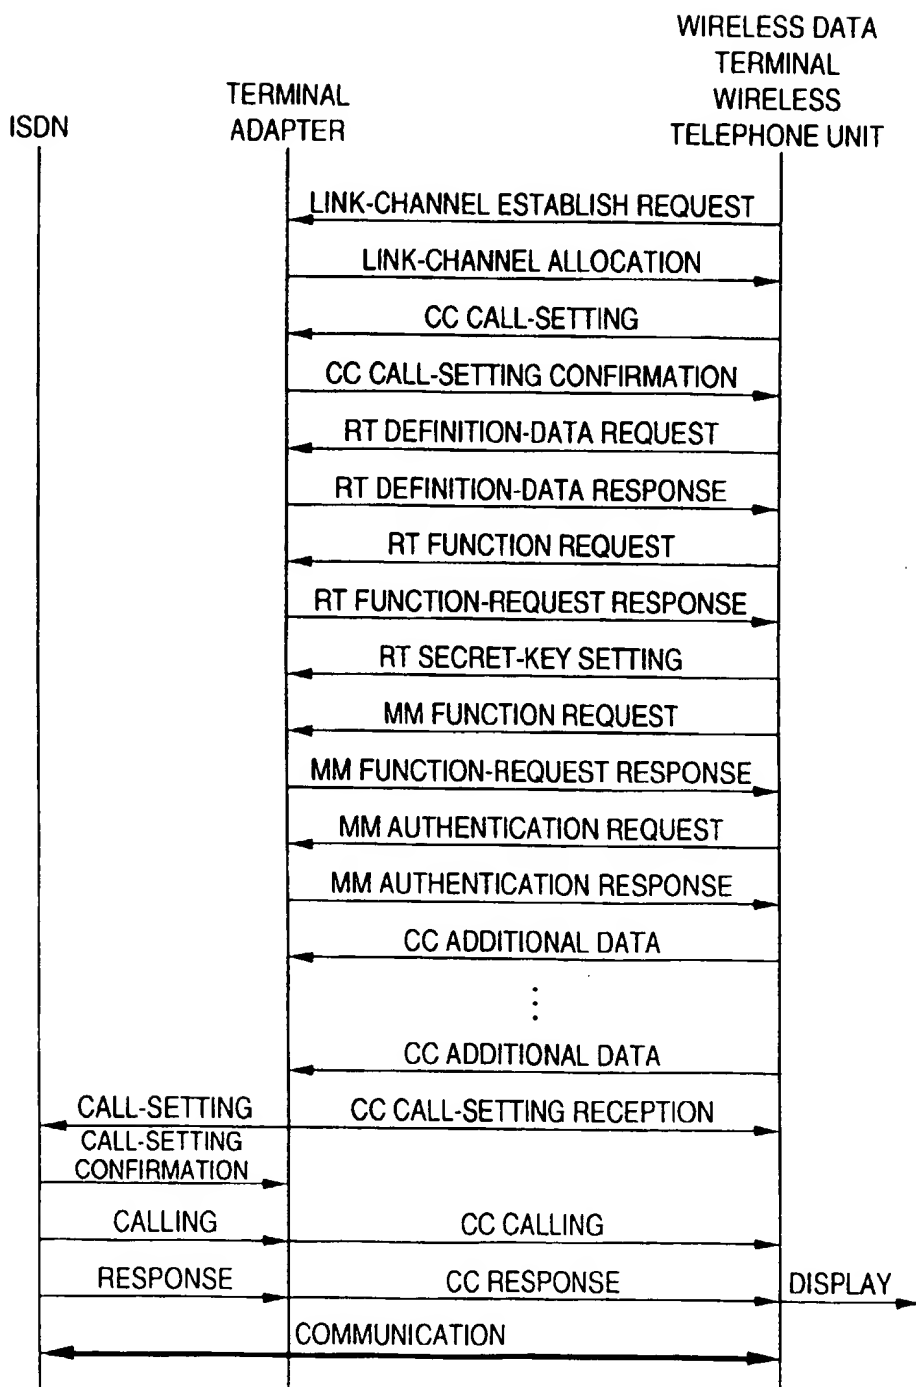 WIRELESS DATA
TERMINAL
WIRELESS
TELEPHONE UNIT
TERMINAL
ADAPTER
ISDN
LINK-CHANNEL ESTABLISH REQUEST
LINK-CHANNEL ALLOCATION
CC CALL-SETTING
CC CALL-SETTING CONFIRMATION
RT DEFINITION-DATA REQUEST
RT DEFINITION-DATA RESPONSE
RT FUNCTION REQUEST
RT FUNCTION-REQUEST RESPONSE
RT SECRET-KEY SETTING
MM FUNCTION REQUEST
MM FUNCTION-REQUEST RESPONSE
MM AUTHENTICATION REQUEST
MM AUTHENTICATION RESPONSE
CC ADDITIONAL DATA
CC ADDITIONAL DATA
CALL-SETTING
CC CALL-SETTING RECEPTION
CALL-SETTING
CONFIRMATION
CALLING
CC CALLING
RESPONSE
CC RESPONSE
DISPLAY
COMMUNICATION